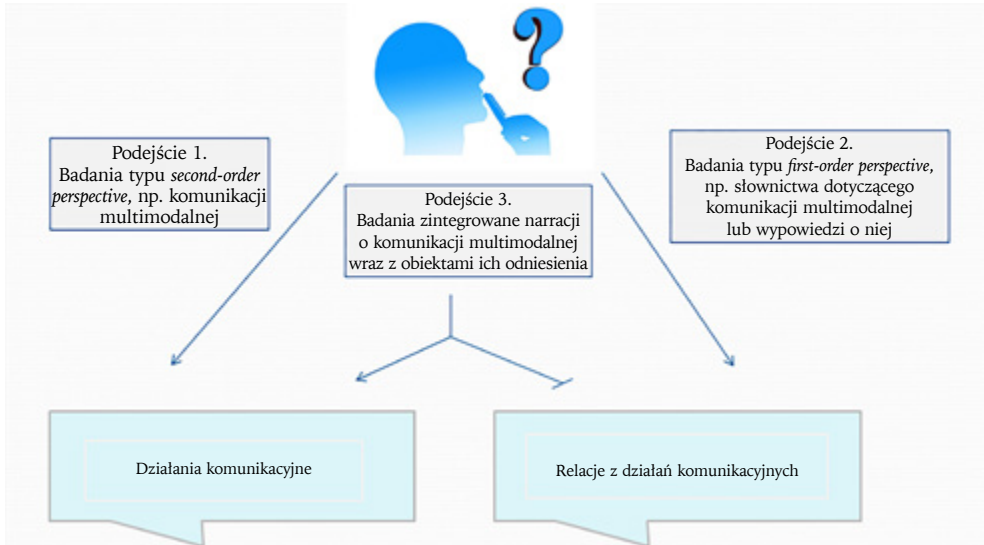 ?
Podejście 1.
Badania typu second-order
perspective, np. komunikacji
multimodalnej
Podejście 2.
Badania typu first-order perspective,
np. słownictwa dotyczącego
komunikacji multimodalnej
lub wypowiedzi o niej
Podejście 3.
Badania zintegrowane narracji
o komunikacji multimodalnej
wraz z obiektami ich odniesienia
Działania komunikacyjne
Relacje z działań komunikacyjnych